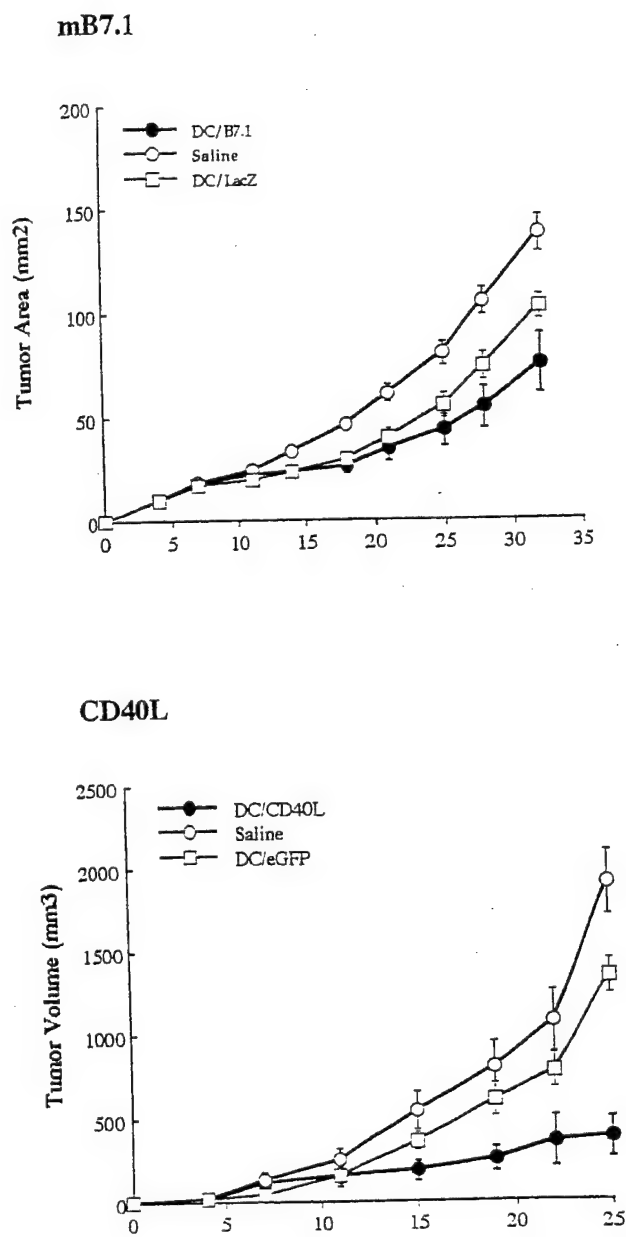 mB7.1
200
150
100
50
0
Tumor Area (mm2)
DC/B7.1
Saline
DC/LacZ
0 5 10 15 20 25 30 35
CD40L
2500
2000
1500
1000
500
0
Tumor Volume (mm3)
DC/CD40L
Saline
DC/eGFP
0 5 10 15 20 25